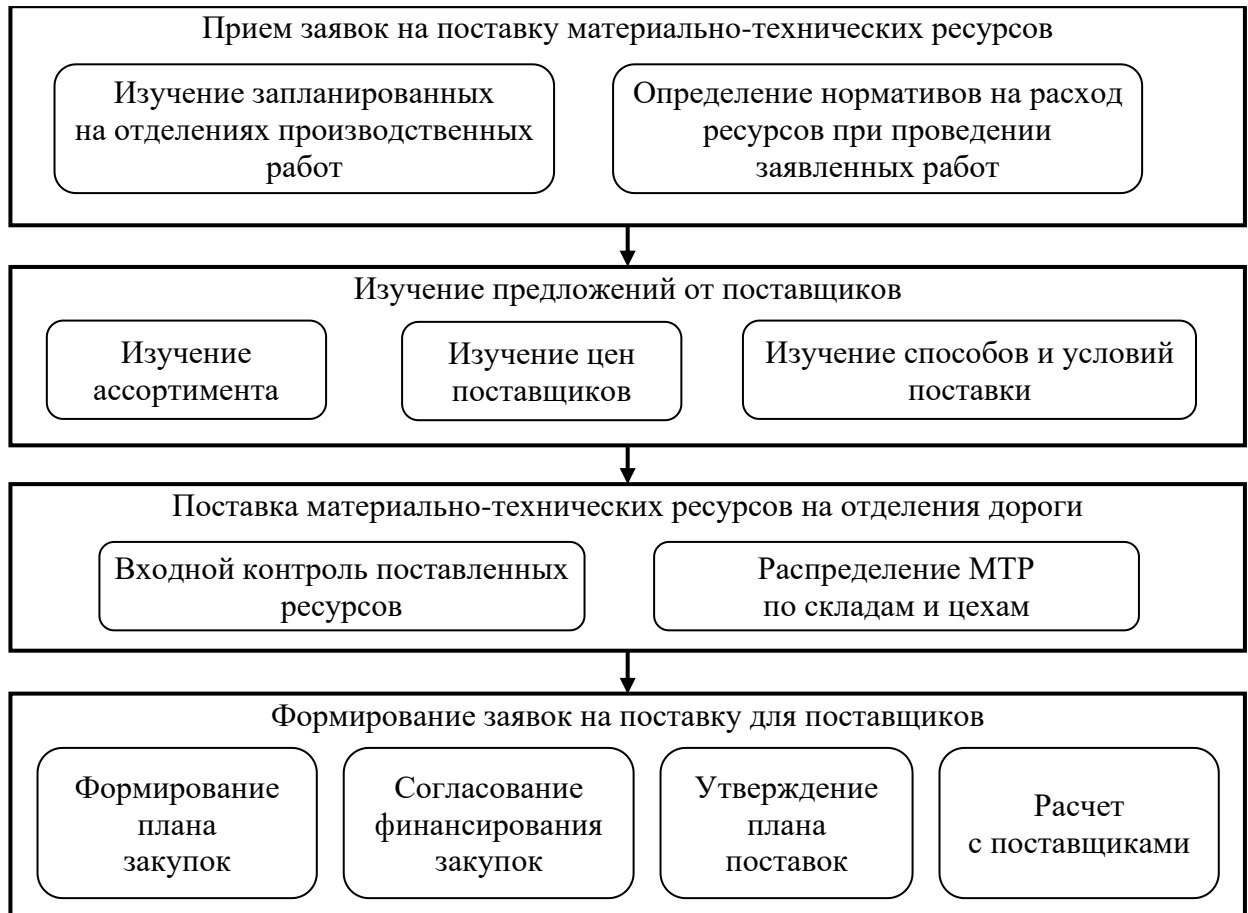 Прием заявок на поставку материально-технических ресурсов
Изучение запланированных
на отделениях производственных
работ
Определение нормативов на расход
ресурсов при проведении
заявленных работ
Изучение предложений от поставщиков
Изучение
ассортимента
Изучение цен
поставщиков
Изучение способов и условий
поставки
Поставка материально-технических ресурсов на отделения дороги
Входной контроль поставленных
ресурсов
Распределение МТР
по складам и цехам
Формирование заявок на поставку для поставщиков
Формирование
плана
закупок
Согласование
финансирования
закупок
Утверждение
плана
поставок
Расчет
с поставщиками